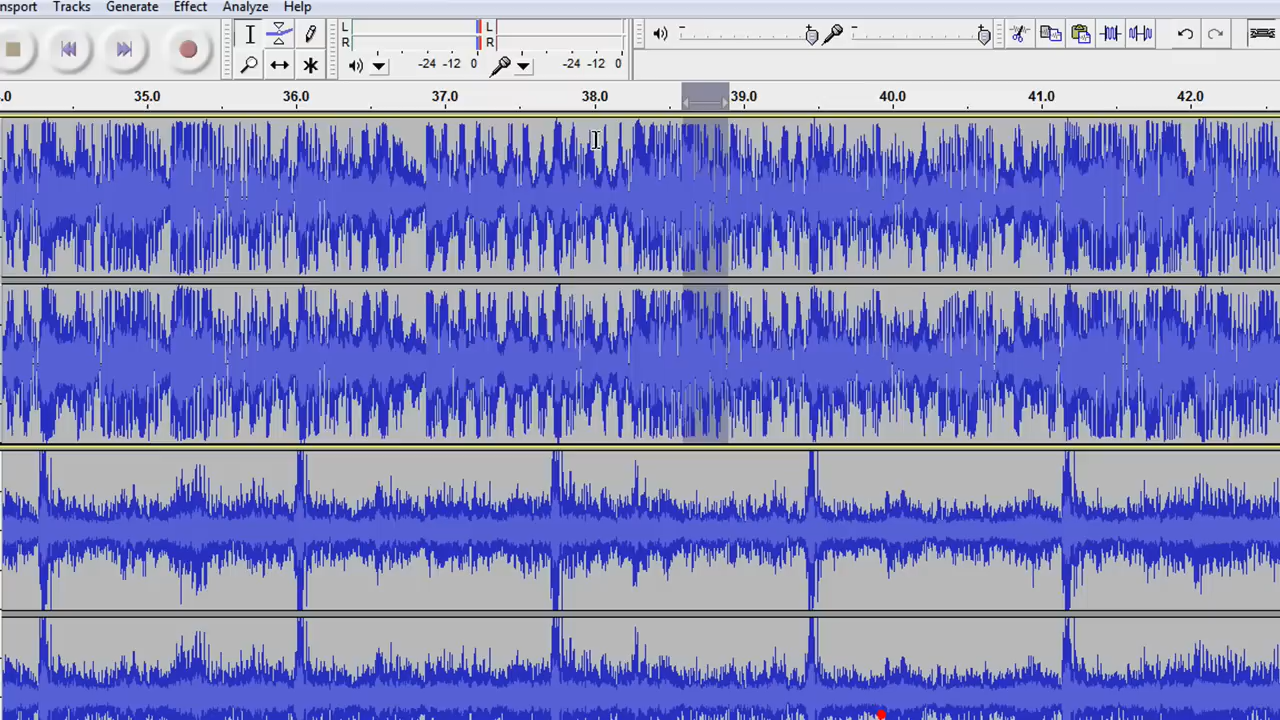 nsport Tracks Generate Effect Analyze Help
L L
R R
-24 -12 0 -24 -12 0
.0 35.0 36.0 37.0 38.0 39.0 40.0 41.0 42.0